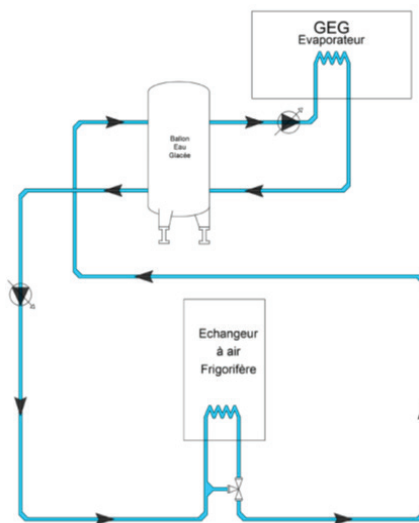 GEG
Evaporateur
Ballon
Eau
Glacée
Echangeur
à air
Frigorifère